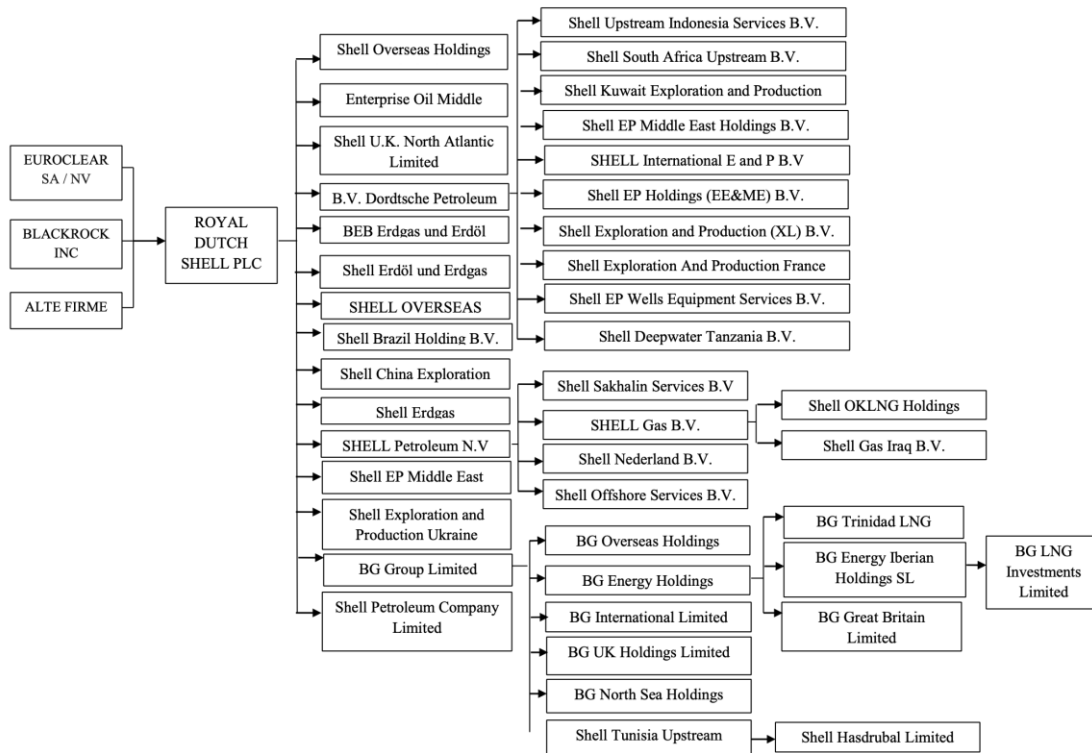 EUROCLEAR
SA / NV
BLACKROCK
INC
ALTE FIRME
ROYAL
DUTCH
SHELL PLC
Shell Overseas Holdings
Enterprise Oil Middle
Shell U.K. North Atlantic
Limited
B.V. Dordtsche Petroleum
BEB Erdgas und Erdöl
Shell Erdöl und Erdgas
SHELL OVERSEAS
Shell Brazil Holding B.V.
Shell China Exploration
Shell Erdgas
SHELL Petroleum N.V
Shell EP Middle East
Shell Exploration and
Production Ukraine
BG Group Limited
Shell Petroleum Company
Limited
Shell Upstream Indonesia Services B.V.
Shell South Africa Upstream B.V.
Shell Kuwait Exploration and Production
Shell EP Middle East Holdings B.V.
SHELL International E and P B.V
Shell EP Holdings (EE&ME) B.V.
Shell Exploration and Production (XL) B.V.
Shell Exploration And Production France
Shell EP Wells Equipment Services B.V.
Shell Deepwater Tanzania B.V.
Shell Sakhalin Services B.V
SHELL Gas B.V.
Shell Nederland B.V.
Shell Offshore Services B.V.
Shell OKLNG Holdings
Shell Gas Iraq B.V.
BG Overseas Holdings
BG Energy Holdings
BG International Limited
BG UK Holdings Limited
BG North Sea Holdings
Shell Tunisia Upstream
BG Trinidad LNG
BG Energy Iberian
Holdings SL
BG Great Britain
Limited
BG LNG
Investments
Limited
Shell Hasdrubal Limited